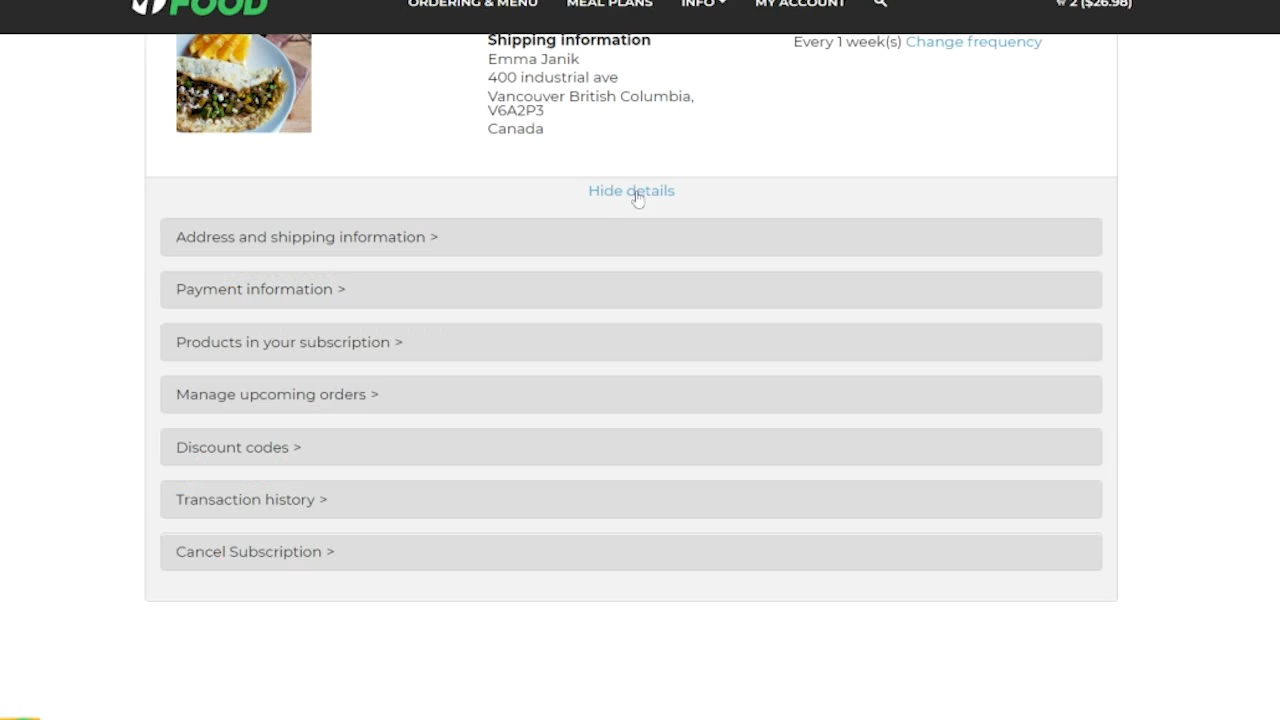 FOOD
ORDERING & MENU MEAL PLANS INFO MY ACCOUNT 2 ($26.98)
Shipping information
Every 1 week(s) Change frequency
Emma Janik
400 industrial ave
Vancouver British Columbia,
V6A2P3
Canada
Hide details
Address and shipping information >
Payment information >
Products in your subscription >
Manage upcoming orders >
Discount codes >
Transaction history >
Cancel Subscription >